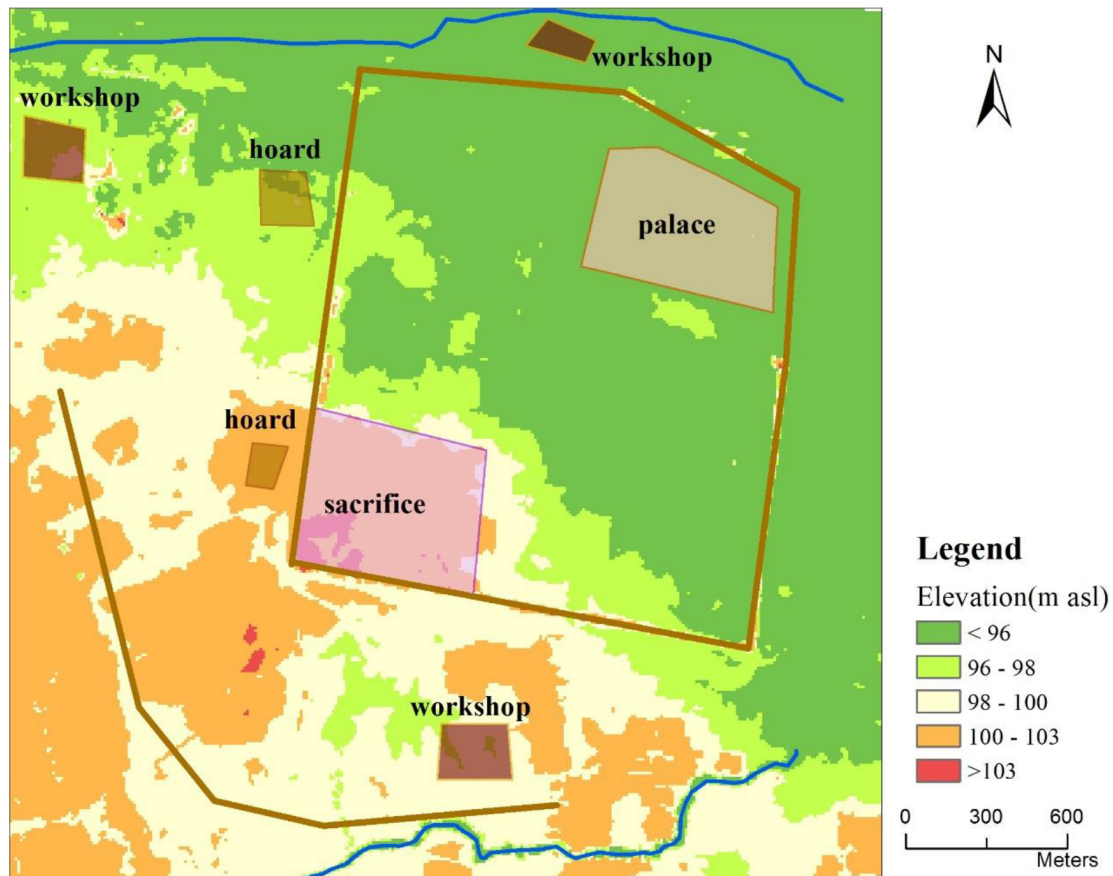 workshop
N
workshop
hoard
palace
hoard
sacrifice
workshop
Legend
Elevation(m asl)
< 96
96 - 98
98 - 100
100 - 103
>103
0 300 600
Meters